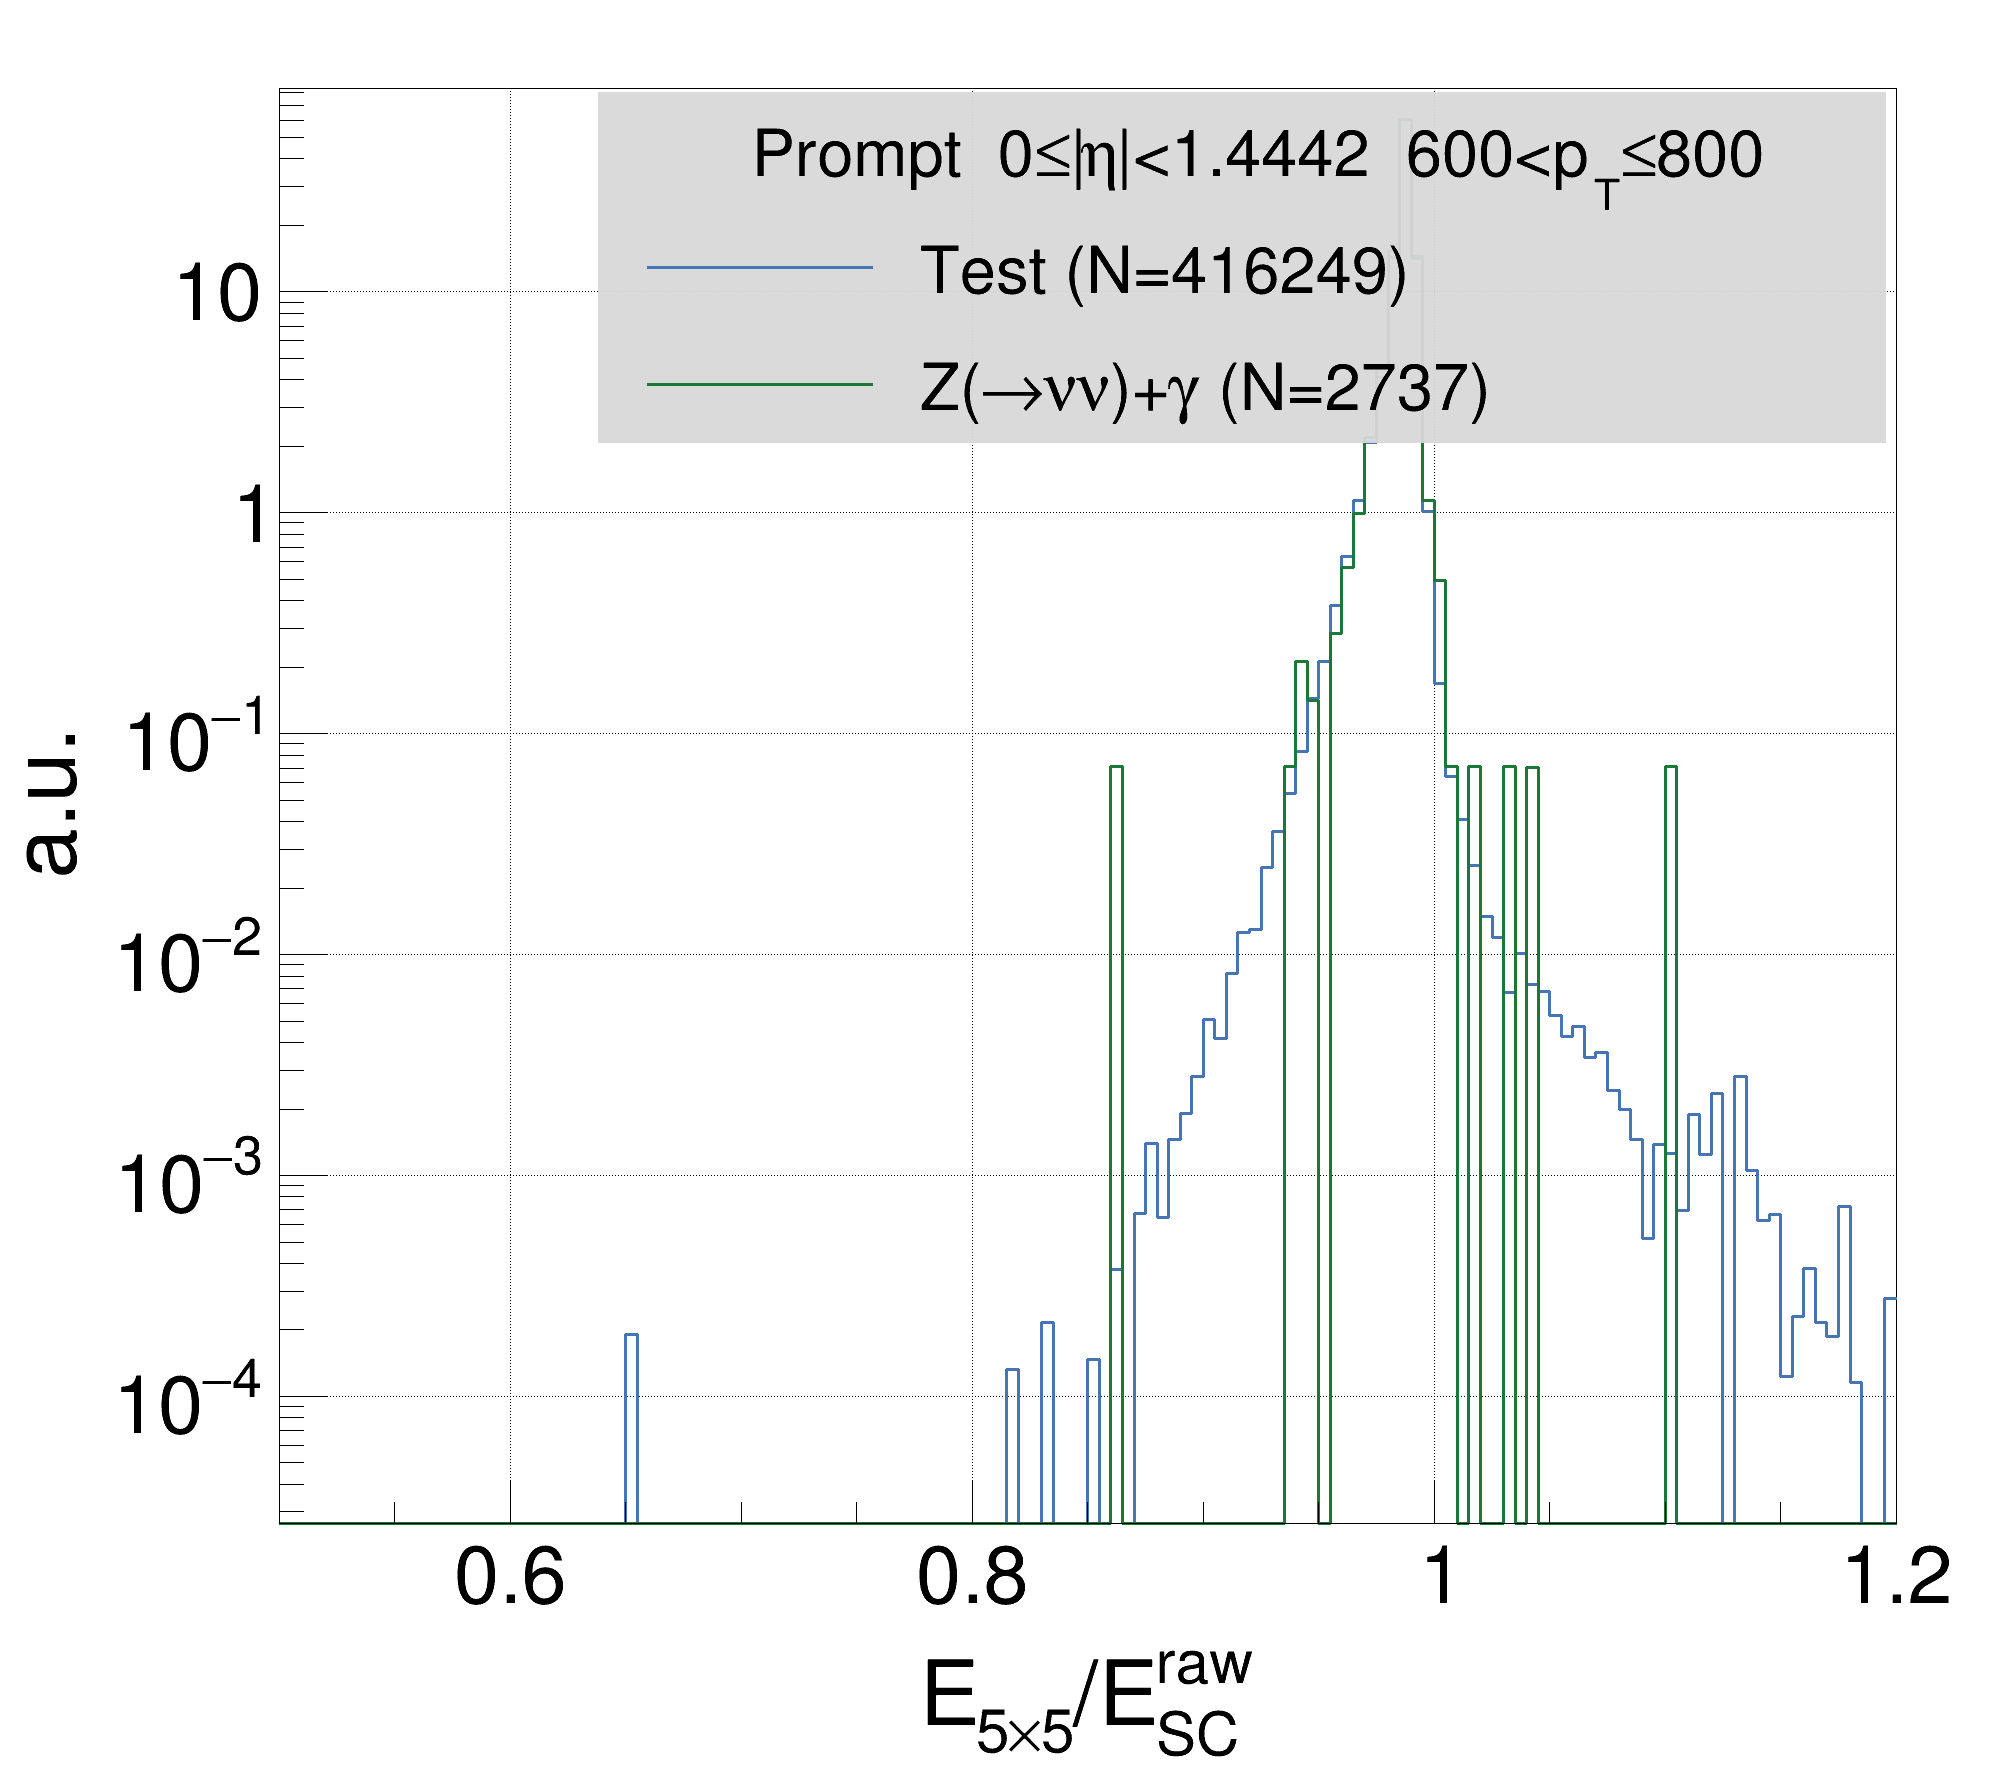 Prompt 0≤|η|<1.4442 600<p_T≤800
Test (N=416249)
Z(→νν)+γ (N=2737)
10
1
10⁻¹
10⁻²
10⁻³
10⁻⁴
a.u.
0.6 0.8 1 1.2
E_5×5/E_SC^raw